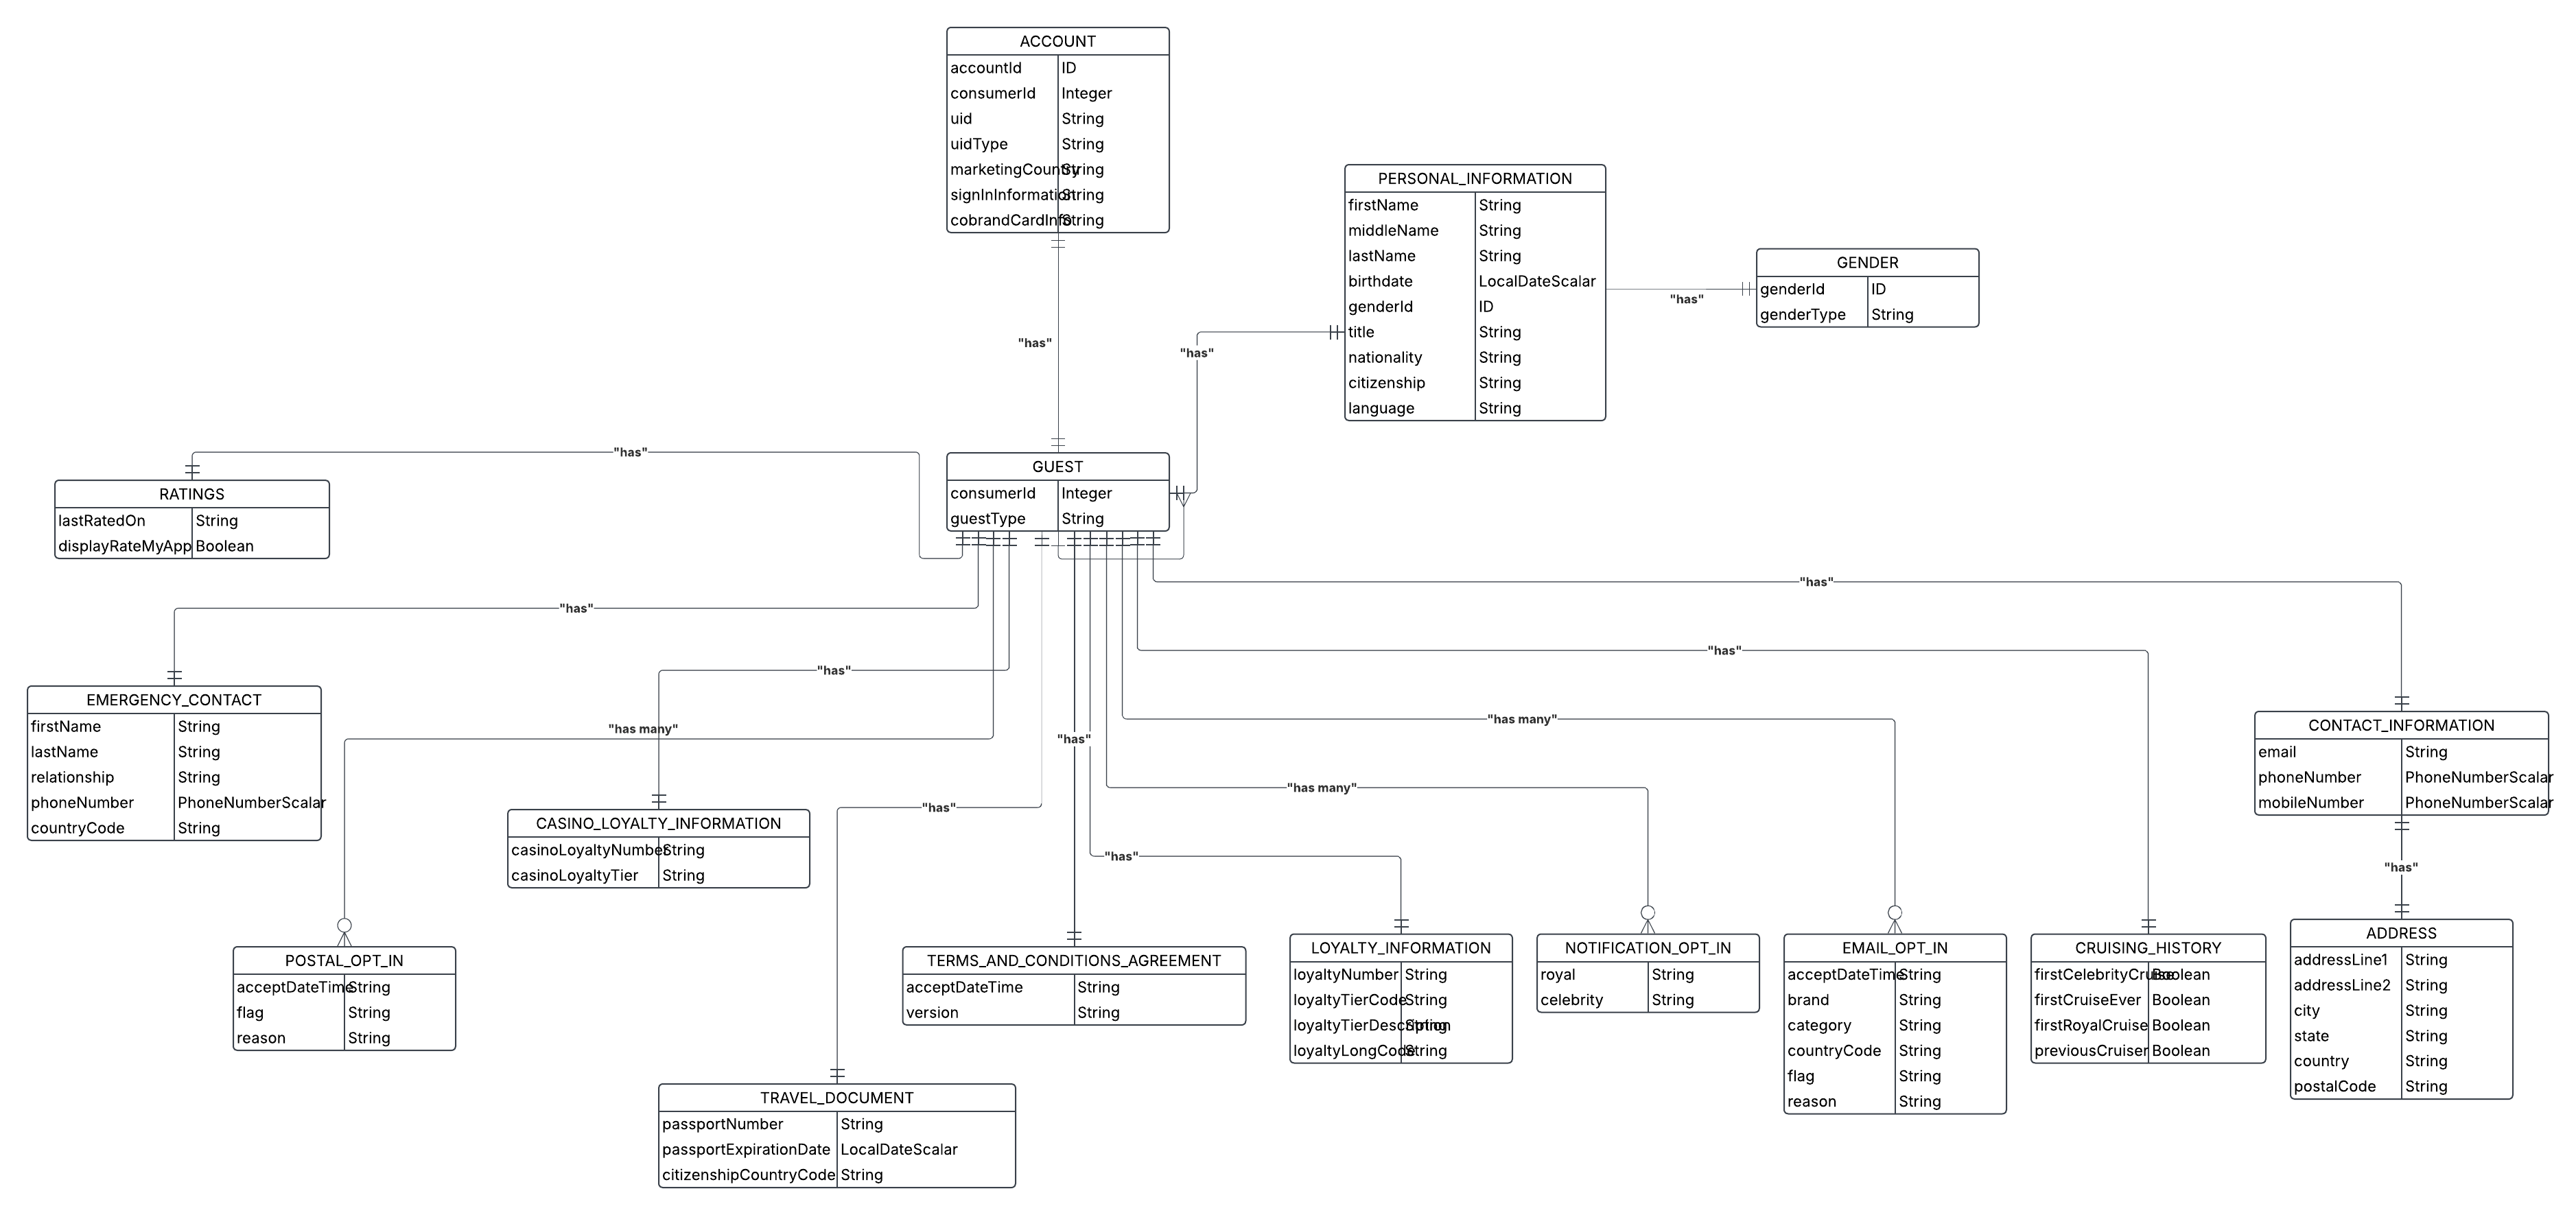 ACCOUNT
accountId ID
consumerId Integer
uid String
uidType String
marketingCountry String
signInInformation String
cobrandCardInfo String
PERSONAL_INFORMATION
firstName String
middleName String
lastName String
birthdate LocalDateScalar
genderId ID
title String
nationality String
citizenship String
language String
GENDER
genderId ID
genderType String
"has"
"has"
"has"
"has"
GUEST
consumerId Integer
guestType String
RATINGS
lastRatedOn String
displayRateMyApp Boolean
"has"
"has"
"has"
"has"
EMERGENCY_CONTACT
firstName String
lastName String
relationship String
phoneNumber PhoneNumberScalar
countryCode String
"has many"
"has"
"has many"
CONTACT_INFORMATION
email String
phoneNumber PhoneNumberScalar
mobileNumber PhoneNumberScalar
"has many"
"has"
CASINO_LOYALTY_INFORMATION
casinoLoyaltyNumber String
casinoLoyaltyTier String
"has"
"has"
POSTAL_OPT_IN
acceptDateTime String
flag String
reason String
TERMS_AND_CONDITIONS_AGREEMENT
acceptDateTime String
version String
LOYALTY_INFORMATION
loyaltyNumber String
loyaltyTierCode String
loyaltyTierDescription String
loyaltyLongCode String
NOTIFICATION_OPT_IN
royal String
celebrity String
EMAIL_OPT_IN
acceptDateTime String
brand String
category String
countryCode String
flag String
reason String
CRUISING_HISTORY
firstCelebrityCruise Boolean
firstCruiseEver Boolean
firstRoyalCruise Boolean
previousCruiser Boolean
ADDRESS
addressLine1 String
addressLine2 String
city String
state String
country String
postalCode String
TRAVEL_DOCUMENT
passportNumber String
passportExpirationDate LocalDateScalar
citizenshipCountryCode String